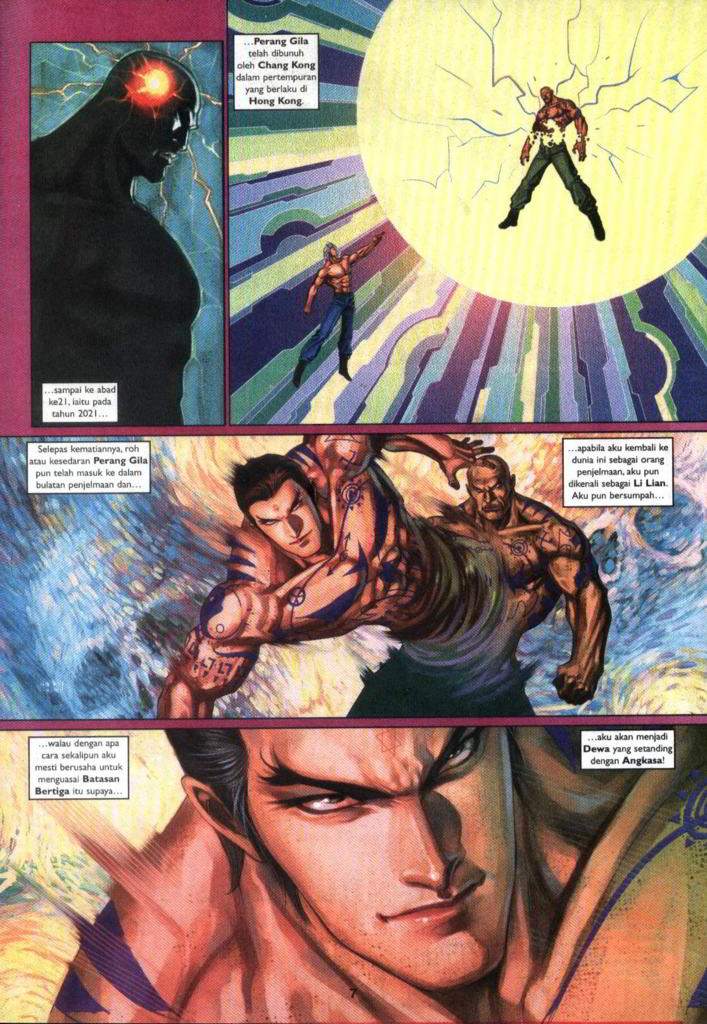 ...sampai ke abad
ke21, iaitu pada
tahun 2021...
...Perang Gila
telah dibunuh
oleh Chang Kong
dalam pertempuran
yang berlaku di
Hong Kong.
Selepas kematiannya, roh
atau kesedaran Perang Gila
pun telah masuk ke dalam
bulatan penjelmaan dan...
...apabila aku kembali ke
dunia ini sebagai orang
penjelmaan, aku pun
dikenali sebagai Li Lian.
Aku pun bersumpah...
...walau dengan apa
cara sekalipun aku
mesti berusaha untuk
menguasai Batasan
Bertiga itu supaya...
...aku akan menjadi
Dewa yang setanding
dengan Angkasa!
7